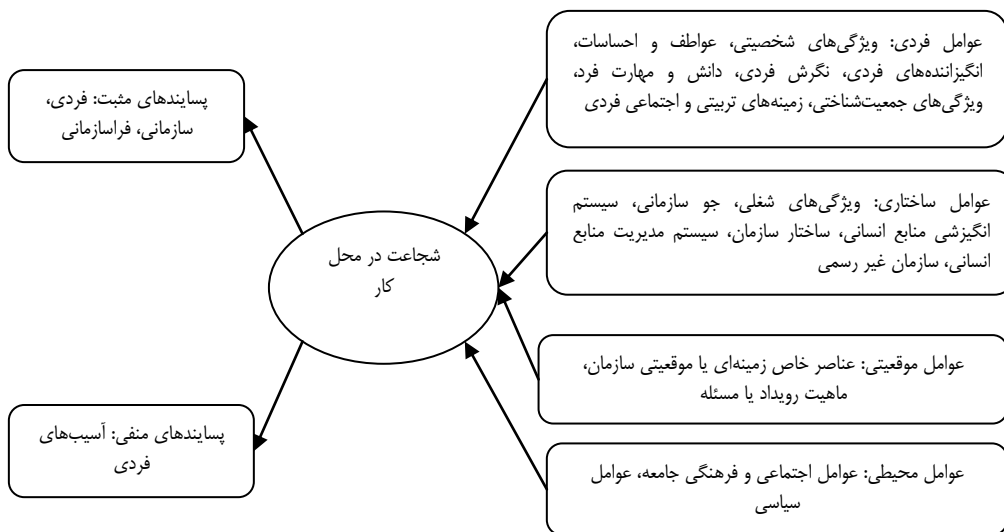 عوامل فردی: ویژگی‌های شخصیتی، عواطف و احساسات،
انگیزاننده‌های فردی، نگرش فردی، دانش و مهارت فرد،
ویژگی‌های جمعیت‌شناختی، زمینه‌های تربیتی و اجتماعی فردی
عوامل ساختاری: ویژگی‌های شغلی، جو سازمانی، سیستم
انگیزشی منابع انسانی، ساختار سازمان، سیستم مدیریت منابع
انسانی، سازمان غیر رسمی
عوامل موقعیتی: عناصر خاص زمینه‌ای یا موقعیتی سازمان،
ماهیت رویداد یا مسئله
عوامل محیطی: عوامل اجتماعی و فرهنگی جامعه، عوامل
سیاسی
شجاعت در محل
کار
پسایندهای مثبت: فردی،
سازمانی، فراسازمانی
پسایندهای منفی: آسیب‌های
فردی